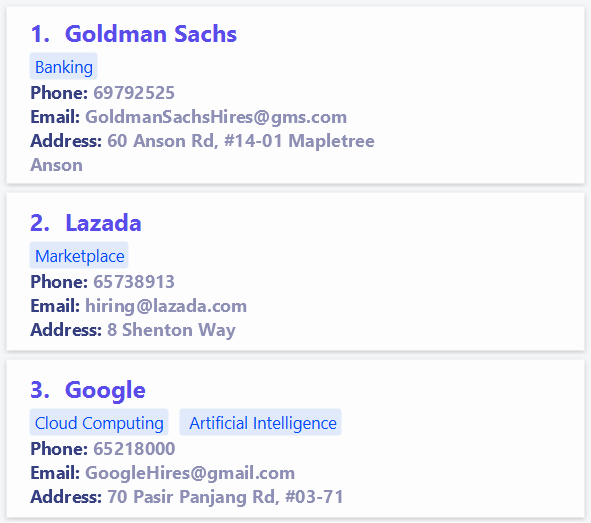 1. Goldman Sachs
Banking
Phone: 69792525
Email: GoldmanSachsHires@gms.com
Address: 60 Anson Rd, #14-01 Mapletree
Anson
2. Lazada
Marketplace
Phone: 65738913
Email: hiring@lazada.com
Address: 8 Shenton Way
3. Google
Cloud Computing Artificial Intelligence
Phone: 65218000
Email: GoogleHires@gmail.com
Address: 70 Pasir Panjang Rd, #03-71